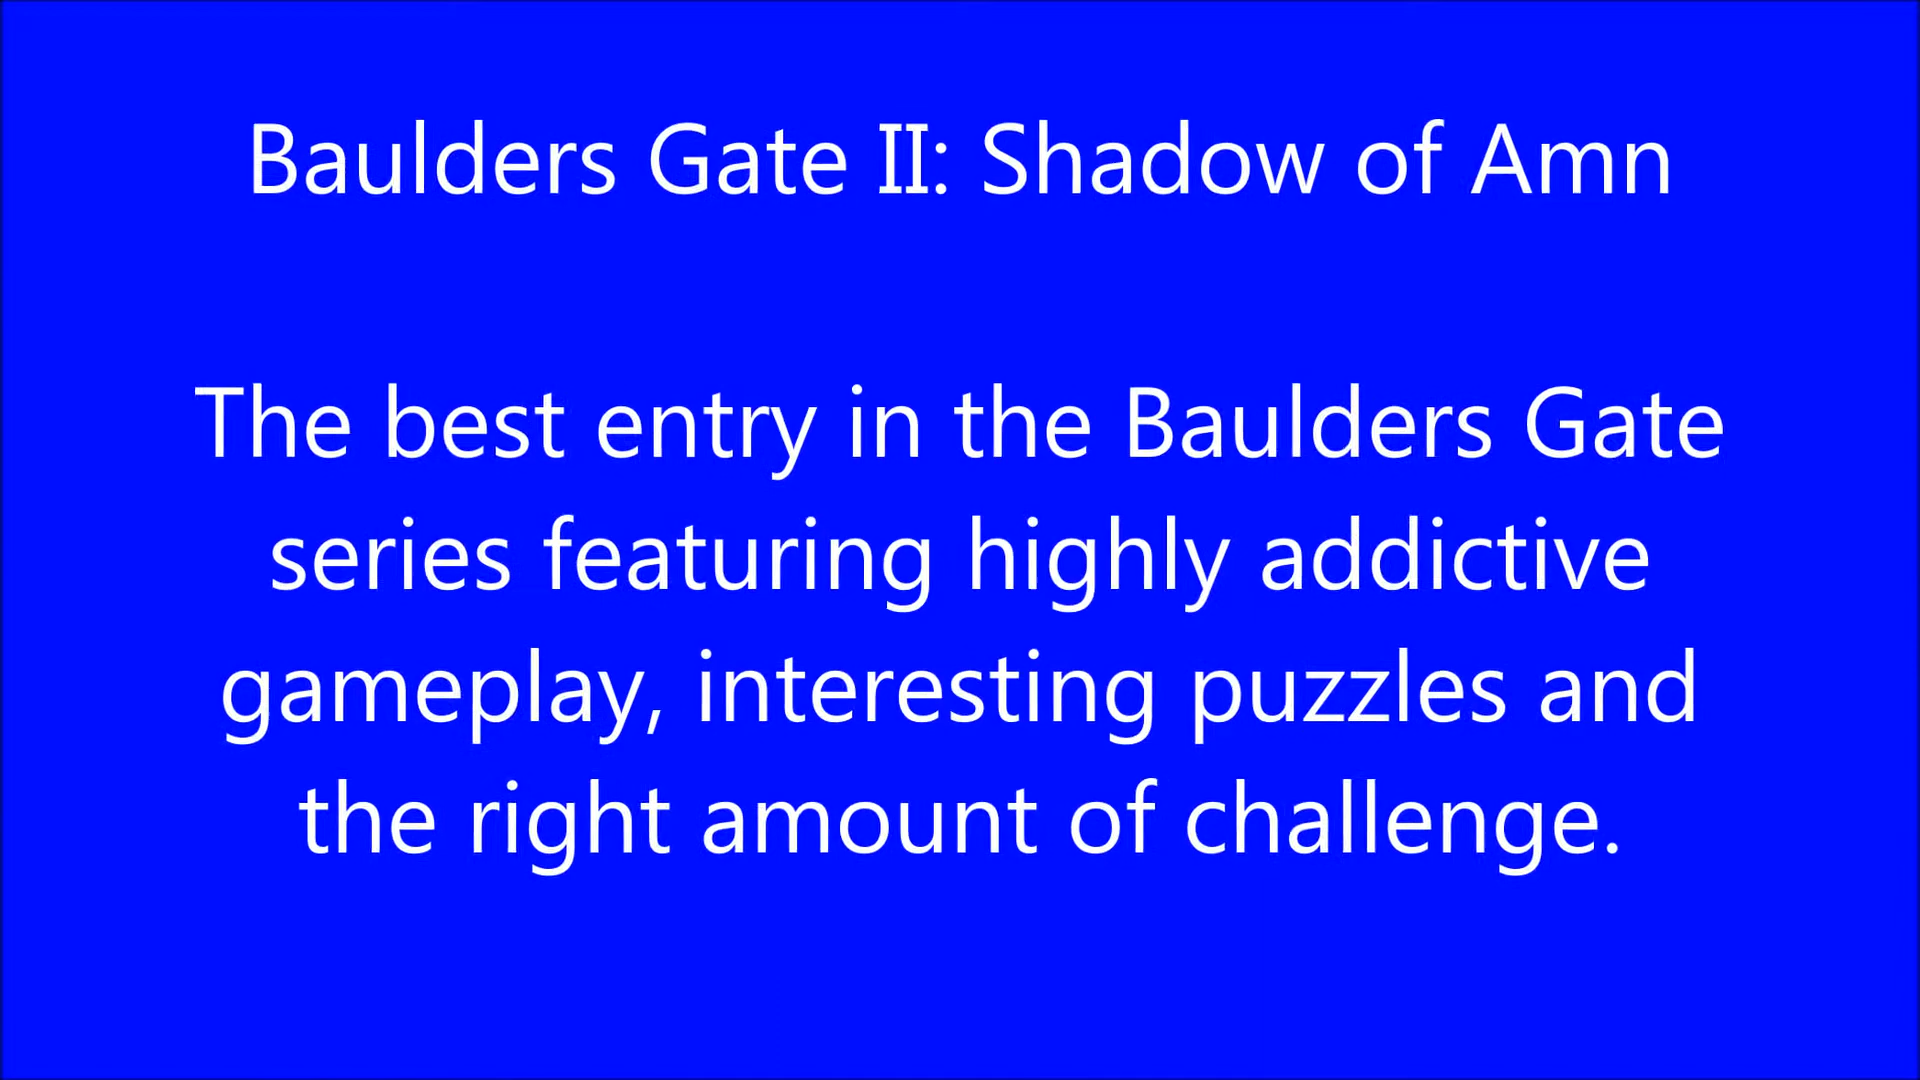 Baulders Gate II: Shadow of Amn
The best entry in the Baulders Gate
series featuring highly addictive
gameplay, interesting puzzles and
the right amount of challenge.